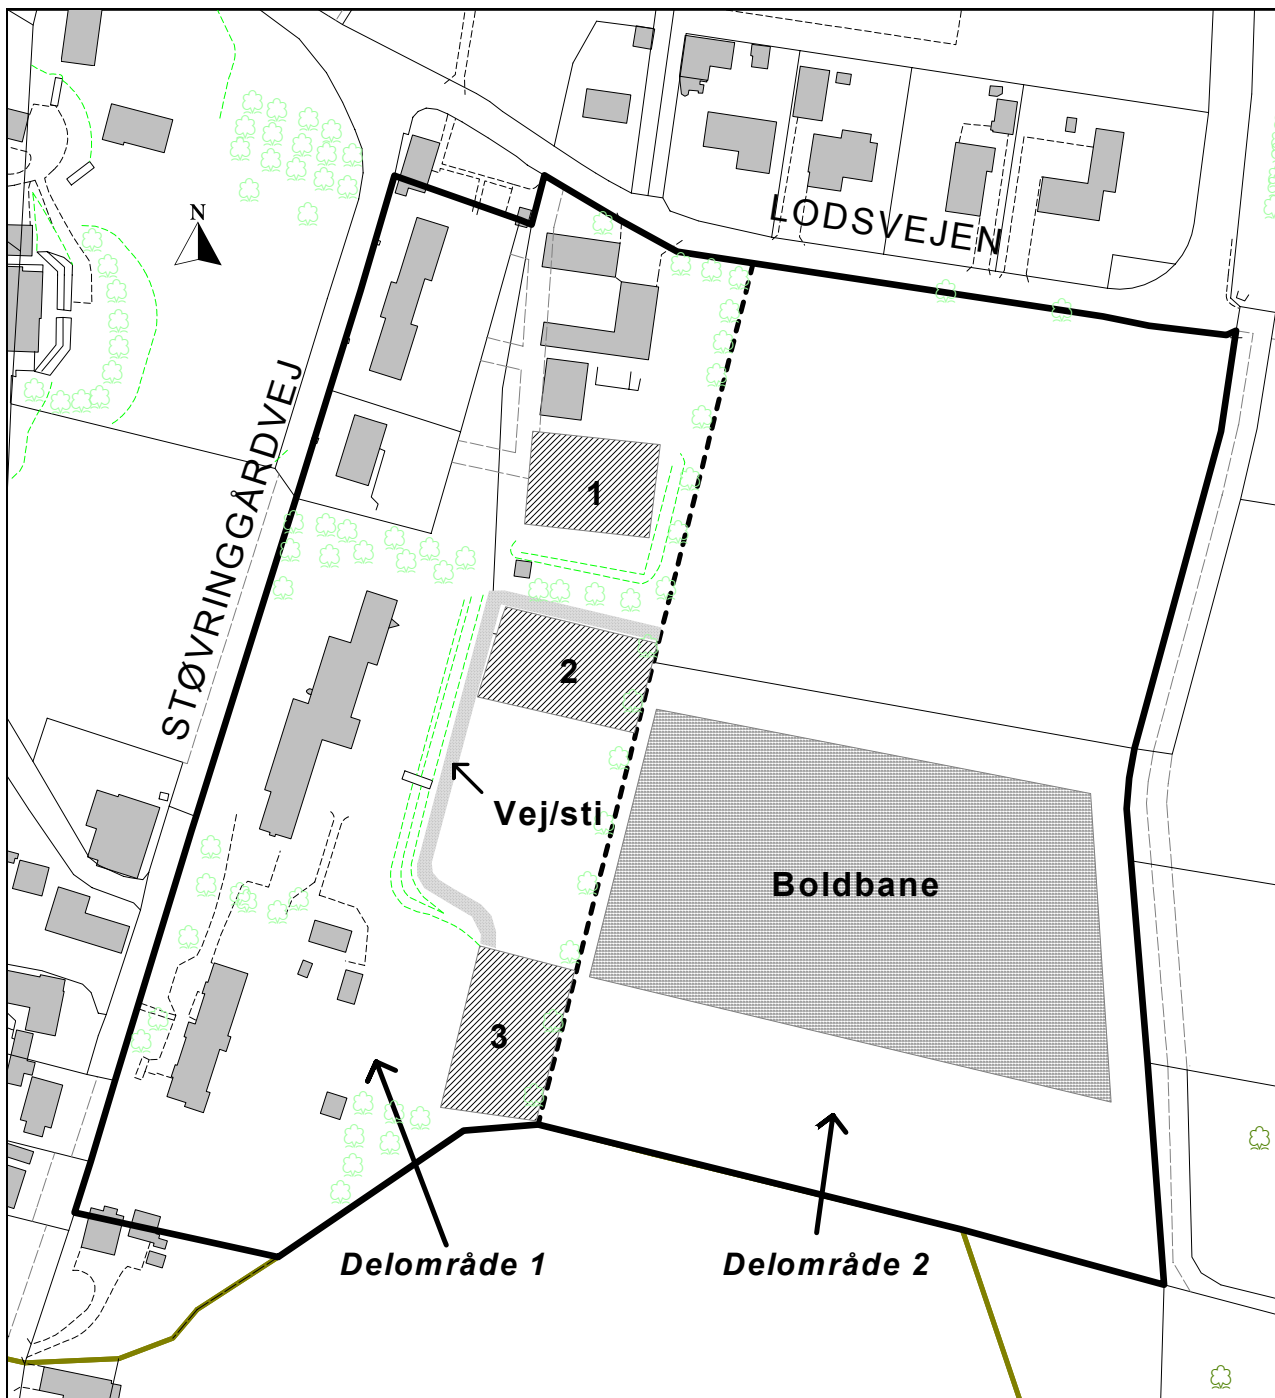 N
LODSVEJEN
STØVRINGGÅRDVEJ
1
2
Vej/sti
Boldbane
3
Delområde 1
Delområde 2